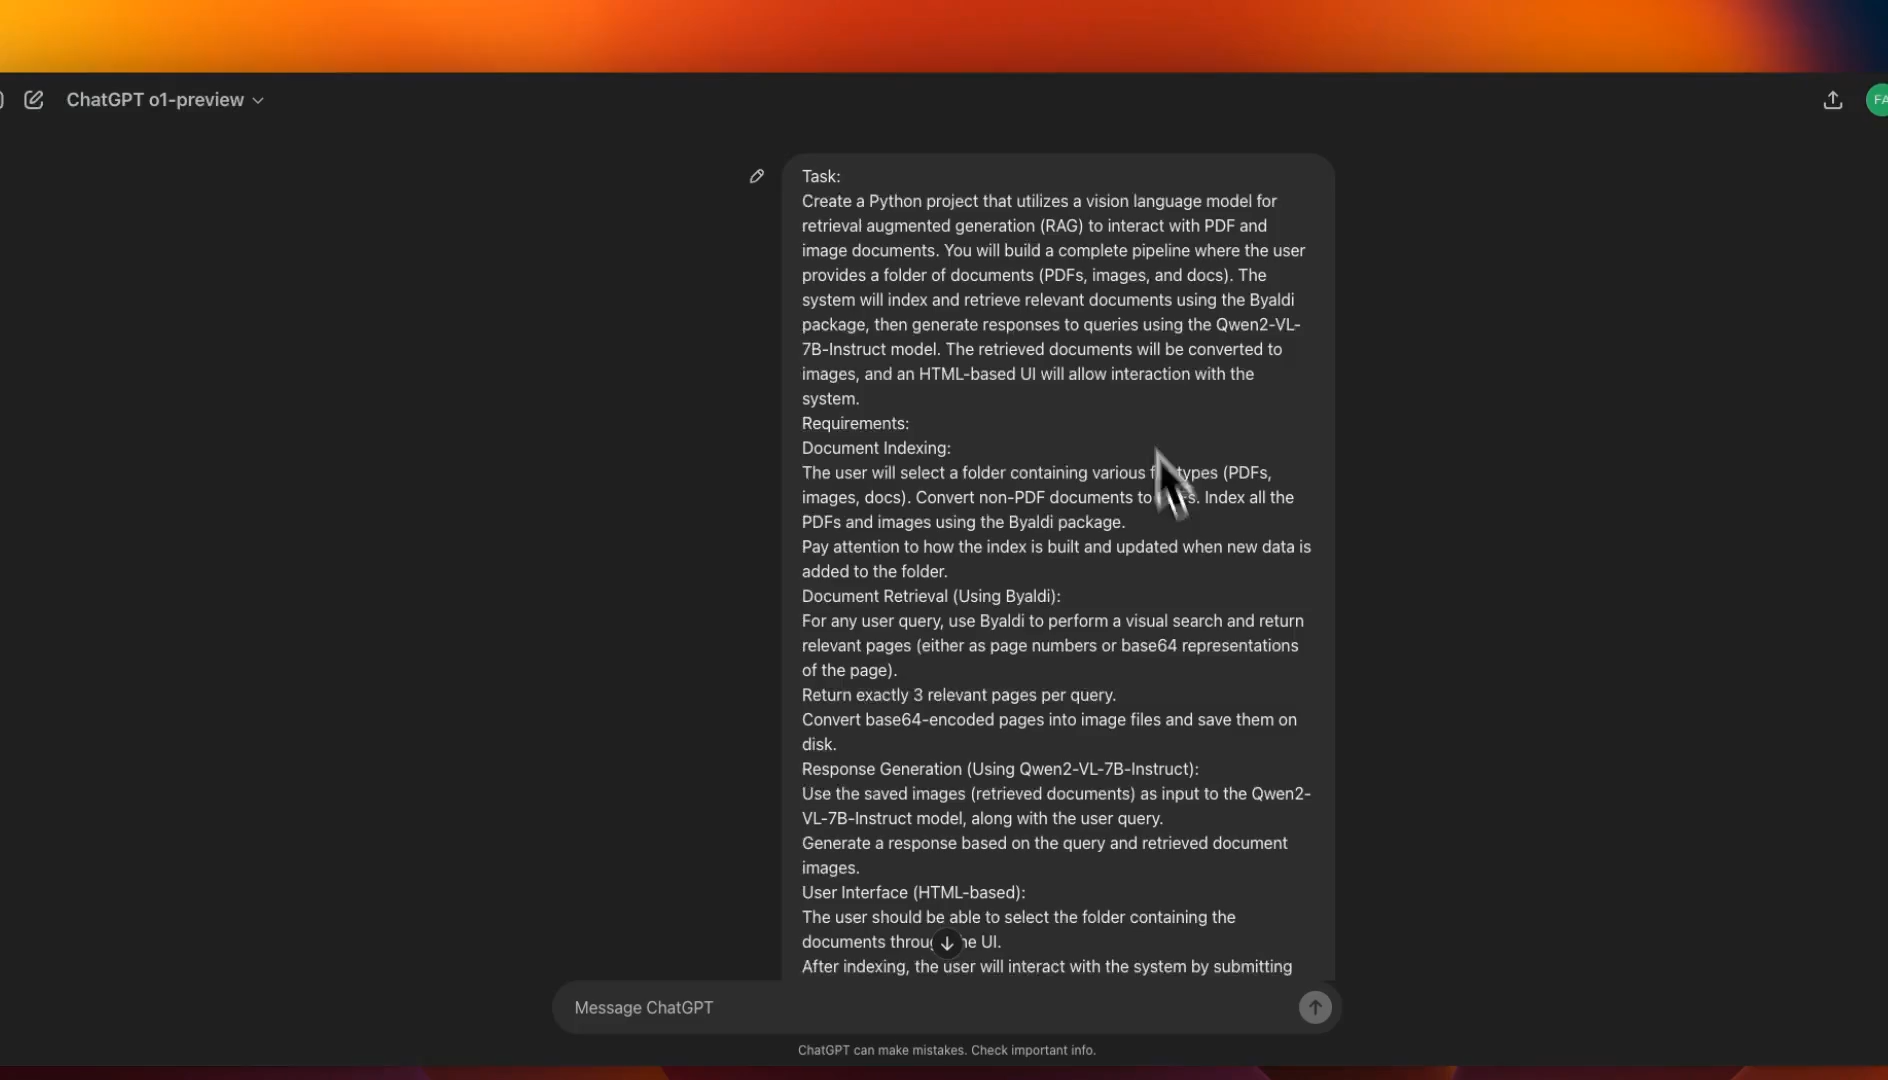 ChatGPT o1-preview
FA
Task:
Create a Python project that utilizes a vision language model for
retrieval augmented generation (RAG) to interact with PDF and
image documents. You will build a complete pipeline where the user
provides a folder of documents (PDFs, images, and docs). The
system will index and retrieve relevant documents using the Byaldi
package, then generate responses to queries using the Qwen2-VL-
7B-Instruct model. The retrieved documents will be converted to
images, and an HTML-based UI will allow interaction with the
system.
Requirements:
Document Indexing:
The user will select a folder containing various types (PDFs,
images, docs). Convert non-PDF documents to Index all the
PDFs and images using the Byaldi package.
Pay attention to how the index is built and updated when new data is
added to the folder.
Document Retrieval (Using Byaldi):
For any user query, use Byaldi to perform a visual search and return
relevant pages (either as page numbers or base64 representations
of the page).
Return exactly 3 relevant pages per query.
Convert base64-encoded pages into image files and save them on
disk.
Response Generation (Using Qwen2-VL-7B-Instruct):
Use the saved images (retrieved documents) as input to the Qwen2-
VL-7B-Instruct model, along with the user query.
Generate a response based on the query and retrieved document
images.
User Interface (HTML-based):
The user should be able to select the folder containing the
documents UI.
After indexing, the user will interact with the system by submitting
Message ChatGPT
ChatGPT can make mistakes. Check important info.